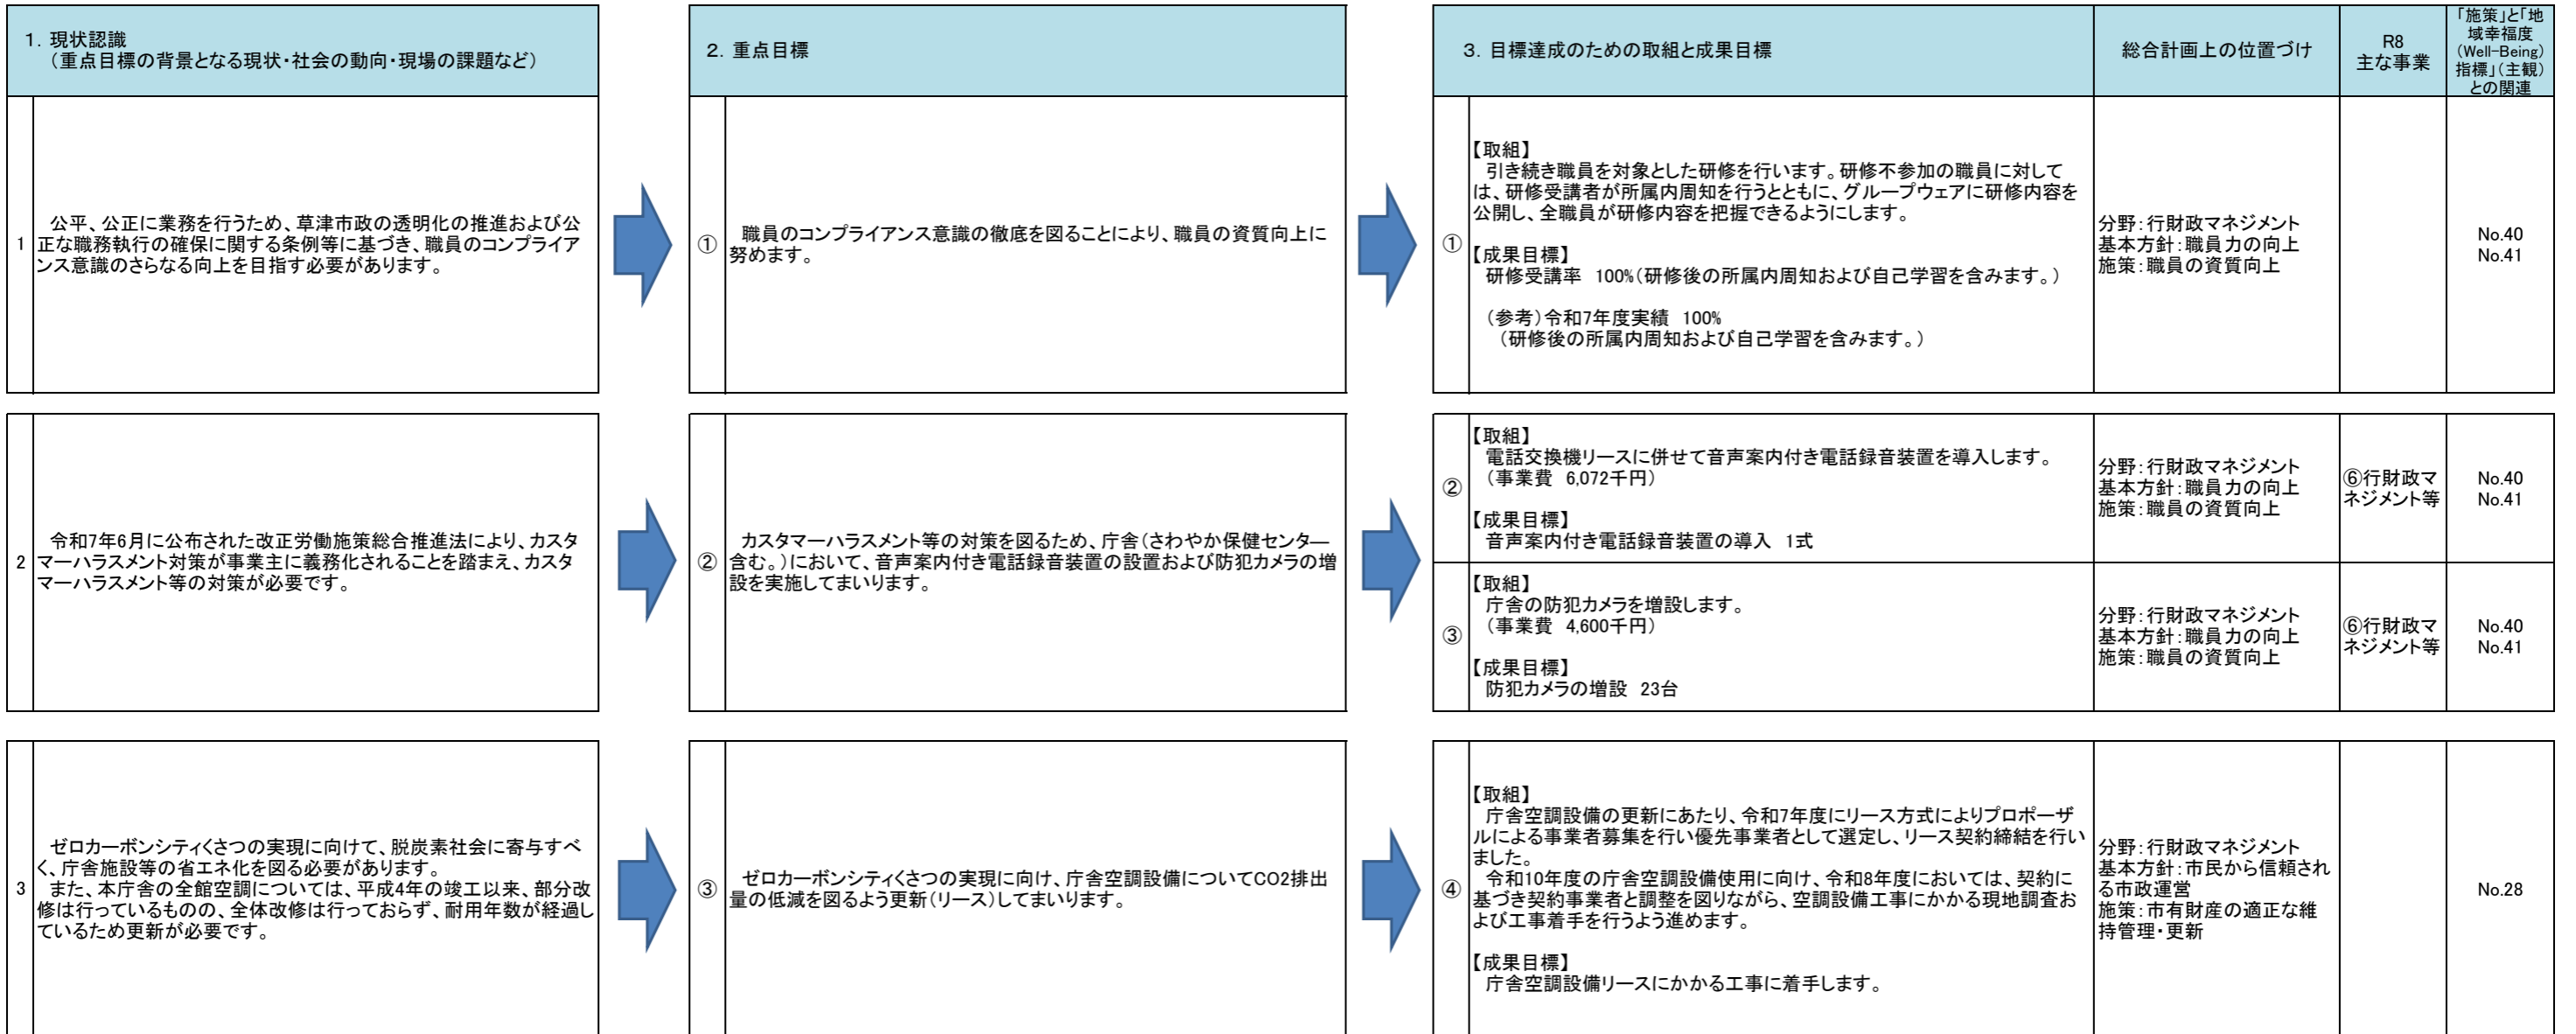 1．現状認識
（重点目標の背景となる現状・社会の動向・現場の課題など）
2．重点目標
3．目標達成のための取組と成果目標
総合計画上の位置づけ
R8
主な事業
「施策」と「地
域幸福度
（Well-Being）
指標」（主観）
との関連
1
公平、公正に業務を行うため、草津市政の透明化の推進および公
正な職務執行の確保に関する条例等に基づき、職員のコンプライア
ンス意識のさらなる向上を目指す必要があります。
①
職員のコンプライアンス意識の徹底を図ることにより、職員の資質向上に
努めます。
①
【取組】
引き続き職員を対象とした研修を行います。研修不参加の職員に対して
は、研修受講者が所属内周知を行うとともに、グループウェアに研修内容を
公開し、全職員が研修内容を把握できるようにします。
【成果目標】
研修受講率　100%（研修後の所属内周知および自己学習を含みます。）
（参考）令和7年度実績　100%
（研修後の所属内周知および自己学習を含みます。）
分野：行財政マネジメント
基本方針：職員力の向上
施策：職員の資質向上
No.40
No.41
2
令和7年6月に公布された改正労働施策総合推進法により、カスタ
マーハラスメント対策が事業主に義務化されることを踏まえ、カスタ
マーハラスメント等の対策が必要です。
②
カスタマーハラスメント等の対策を図るため、庁舎（さわやか保健センター
含む。）において、音声案内付き電話録音装置の設置および防犯カメラの増
設を実施してまいります。
②
【取組】
電話交換機リースに併せて音声案内付き電話録音装置を導入します。
（事業費　6,072千円）
【成果目標】
音声案内付き電話録音装置の導入　1式
分野：行財政マネジメント
基本方針：職員力の向上
施策：職員の資質向上
⑥行財政マ
ネジメント等
No.40
No.41
③
【取組】
庁舎の防犯カメラを増設します。
（事業費　4,600千円）
【成果目標】
防犯カメラの増設　23台
分野：行財政マネジメント
基本方針：職員力の向上
施策：職員の資質向上
⑥行財政マ
ネジメント等
No.40
No.41
3
ゼロカーボンシティくさつの実現に向けて、脱炭素社会に寄与すべ
く、庁舎施設等の省エネ化を図る必要があります。
また、本庁舎の全館空調については、平成4年の竣工以来、部分改
修は行っているものの、全体改修は行っておらず、耐用年数が経過し
ているため更新が必要です。
③
ゼロカーボンシティくさつの実現に向け、庁舎空調設備についてCO2排出
量の低減を図るよう更新（リース）してまいります。
④
【取組】
庁舎空調設備の更新にあたり、令和7年度にリース方式によりプロポーザ
ルによる事業者募集を行い優先事業者として選定し、リース契約締結を行い
ました。
令和10年度の庁舎空調設備使用に向け、令和8年度においては、契約に
基づき契約事業者と調整を図りながら、空調設備工事にかかる現地調査お
よび工事着手を行うよう進めます。
【成果目標】
庁舎空調設備リースにかかる工事に着手します。
分野：行財政マネジメント
基本方針：市民から信頼され
る市政運営
施策：市有財産の適正な維
持管理・更新
No.28